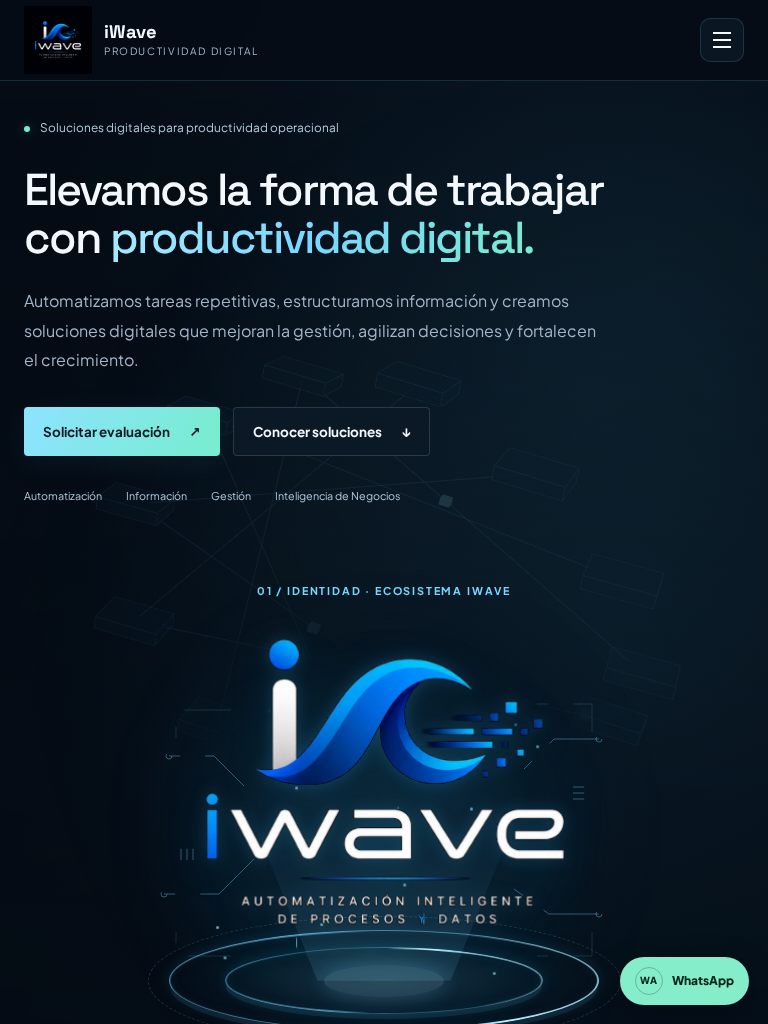 iwave
iWave
PRODUCTIVIDAD DIGITAL
Soluciones digitales para productividad operacional
Elevamos la forma de trabajar
con productividad digital.
Automatizamos tareas repetitivas, estructuramos información y creamos
soluciones digitales que mejoran la gestión, agilizan decisiones y fortalecen
el crecimiento.
Solicitar evaluación ↗
Conocer soluciones ↓
Automatización Información Gestión Inteligencia de Negocios
01 / IDENTIDAD · ECOSISTEMA IWAVE
iwave
AUTOMATIZACIÓN INTELIGENTE
DE PROCESOS Y DATOS
WA WhatsApp